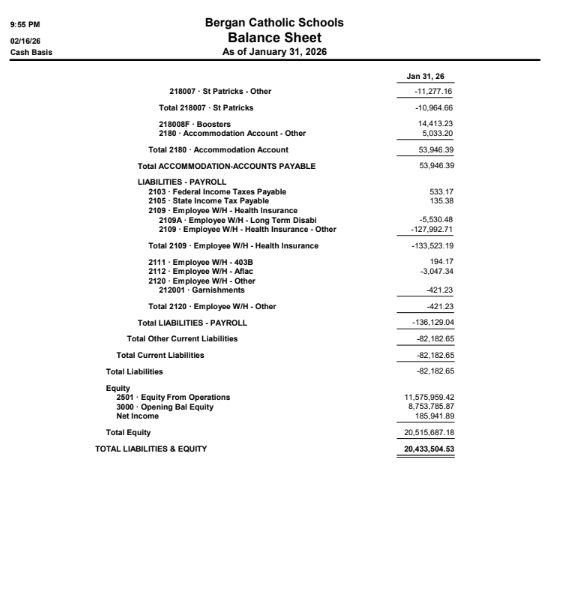 9:55 PM
02/16/26
Cash Basis
Bergan Catholic Schools
Balance Sheet
As of January 31, 2026
Jan 31, 26
218007 · St Patricks - Other -11,277.16
Total 218007 · St Patricks -10,964.66
218008F · Boosters 14,413.23
2180 · Accommodation Account - Other 5,033.20
Total 2180 · Accommodation Account 53,946.39
Total ACCOMMODATION-ACCOUNTS PAYABLE 53,946.39
LIABILITIES - PAYROLL
2103 · Federal Income Taxes Payable 533.17
2105 · State Income Tax Payable 135.38
2109 · Employee W/H - Health Insurance
2109A · Employee W/H - Long Term Disabi -5,530.48
2109 · Employee W/H - Health Insurance - Other -127,992.71
Total 2109 · Employee W/H - Health Insurance -133,523.19
2111 · Employee W/H - 403B 194.17
2112 · Employee W/H - Aflac -3,047.34
2120 · Employee W/H - Other
212001 · Garnishments -421.23
Total 2120 · Employee W/H - Other -421.23
Total LIABILITIES - PAYROLL -136,129.04
Total Other Current Liabilities -82,182.65
Total Current Liabilities -82,182.65
Total Liabilities -82,182.65
Equity
2501 · Equity From Operations 11,575,959.42
3000 · Opening Bal Equity 8,753,785.87
Net Income 185,941.89
Total Equity 20,515,687.18
TOTAL LIABILITIES & EQUITY 20,433,504.53